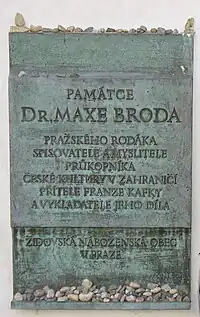 PAMÁTCE
DR. MAXE BRODA
PRAŽSKÉHO RODÁKA
SPISOVATELE A MYSLITELE
PRŮKOPNÍKA
ČESKÉ KULTURY V ZAHRANIČÍ
PŘÍTELE FRANZE KAFKY
A VYKLADATELE JEHO DÍLA
ŽIDOVSKÁ NÁBOŽENSKÁ OBEC
V PRAZE